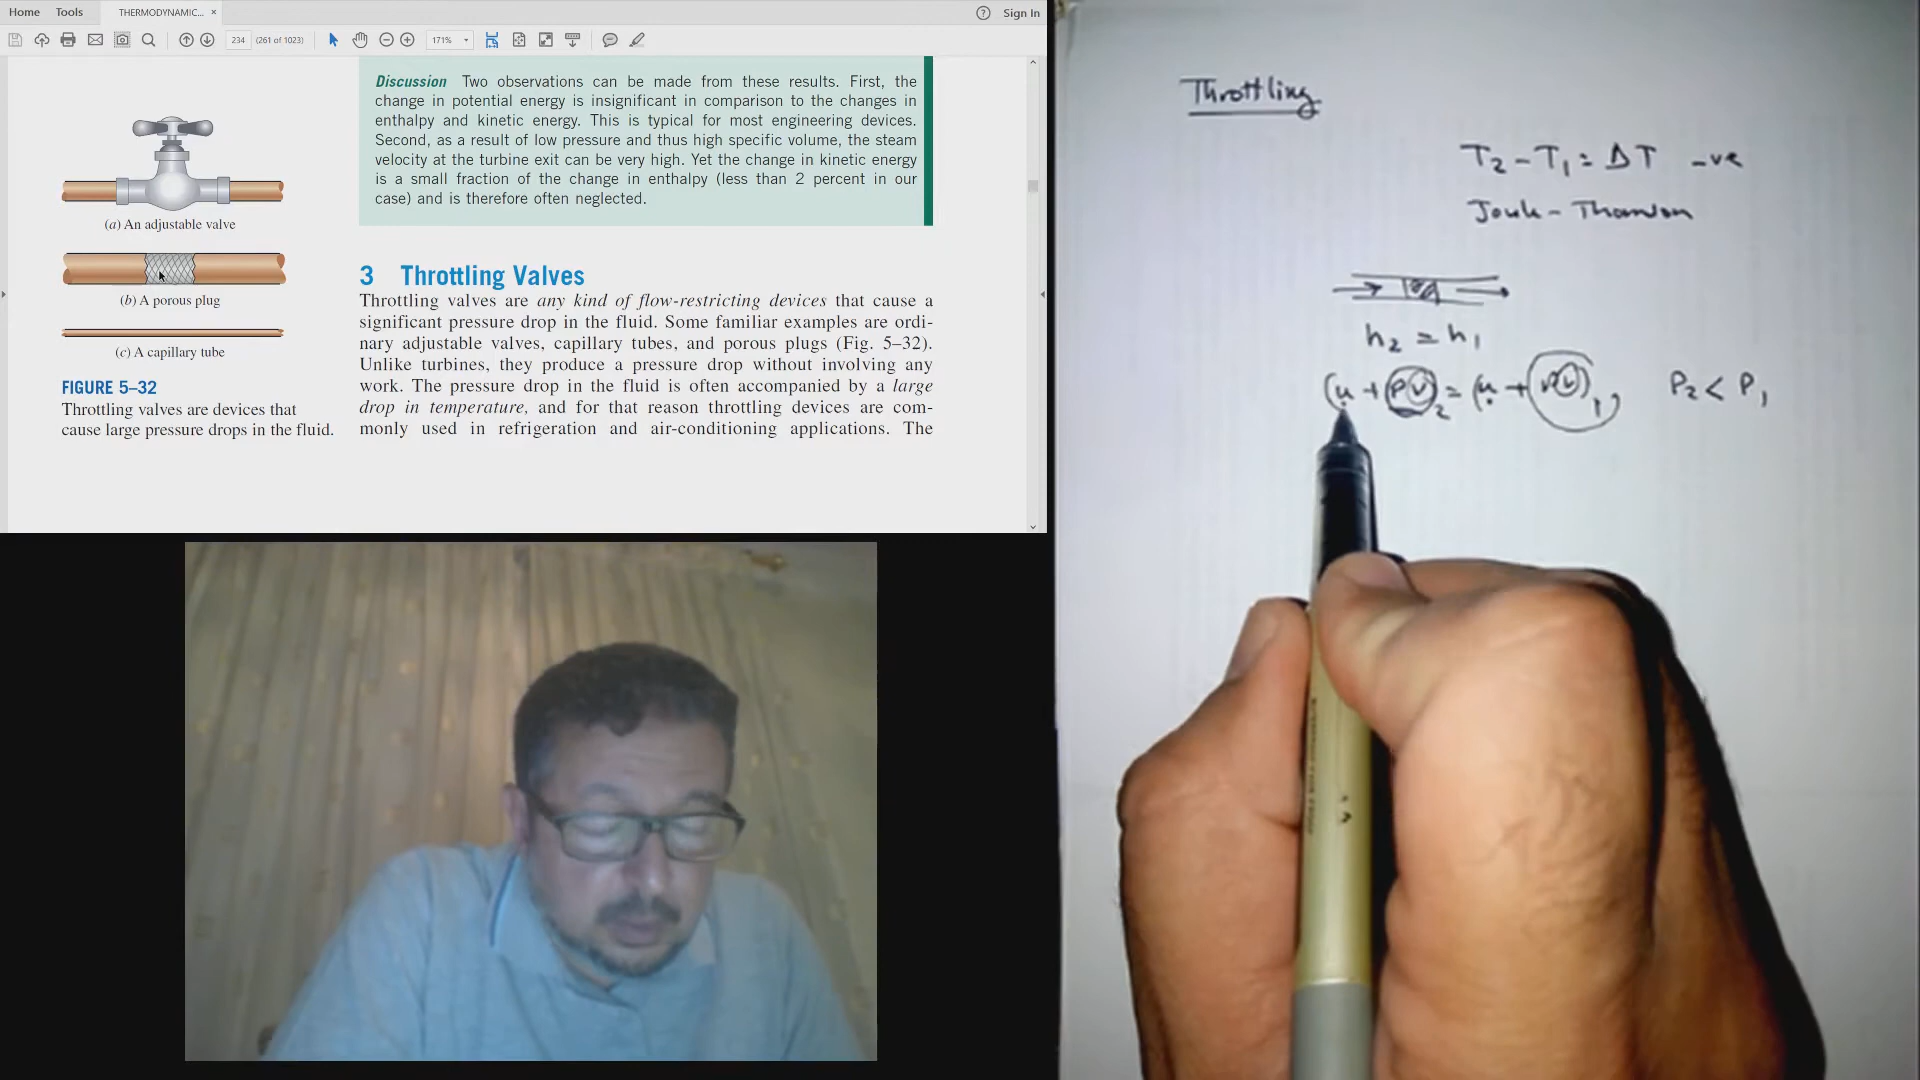 Home Tools THERMODYNAMIC... × Sign In
234 (261 of 1023) 171%
(a) An adjustable valve
(b) A porous plug
(c) A capillary tube
FIGURE 5–32
Throttling valves are devices that
cause large pressure drops in the fluid.
Discussion Two observations can be made from these results. First, the
change in potential energy is insignificant in comparison to the changes in
enthalpy and kinetic energy. This is typical for most engineering devices.
Second, as a result of low pressure and thus high specific volume, the steam
velocity at the turbine exit can be very high. Yet the change in kinetic energy
is a small fraction of the change in enthalpy (less than 2 percent in our
case) and is therefore often neglected.
3 Throttling Valves
Throttling valves are any kind of flow-restricting devices that cause a
significant pressure drop in the fluid. Some familiar examples are ordi-
nary adjustable valves, capillary tubes, and porous plugs (Fig. 5–32).
Unlike turbines, they produce a pressure drop without involving any
work. The pressure drop in the fluid is often accompanied by a large
drop in temperature, and for that reason throttling devices are com-
monly used in refrigeration and air-conditioning applications. The
Throttling
T₂ - T₁ = ΔT -ve
Joule - Thomson
h₂ = h₁
(u + Pv)₂ = (u + Pv)₁ P₂ < P₁